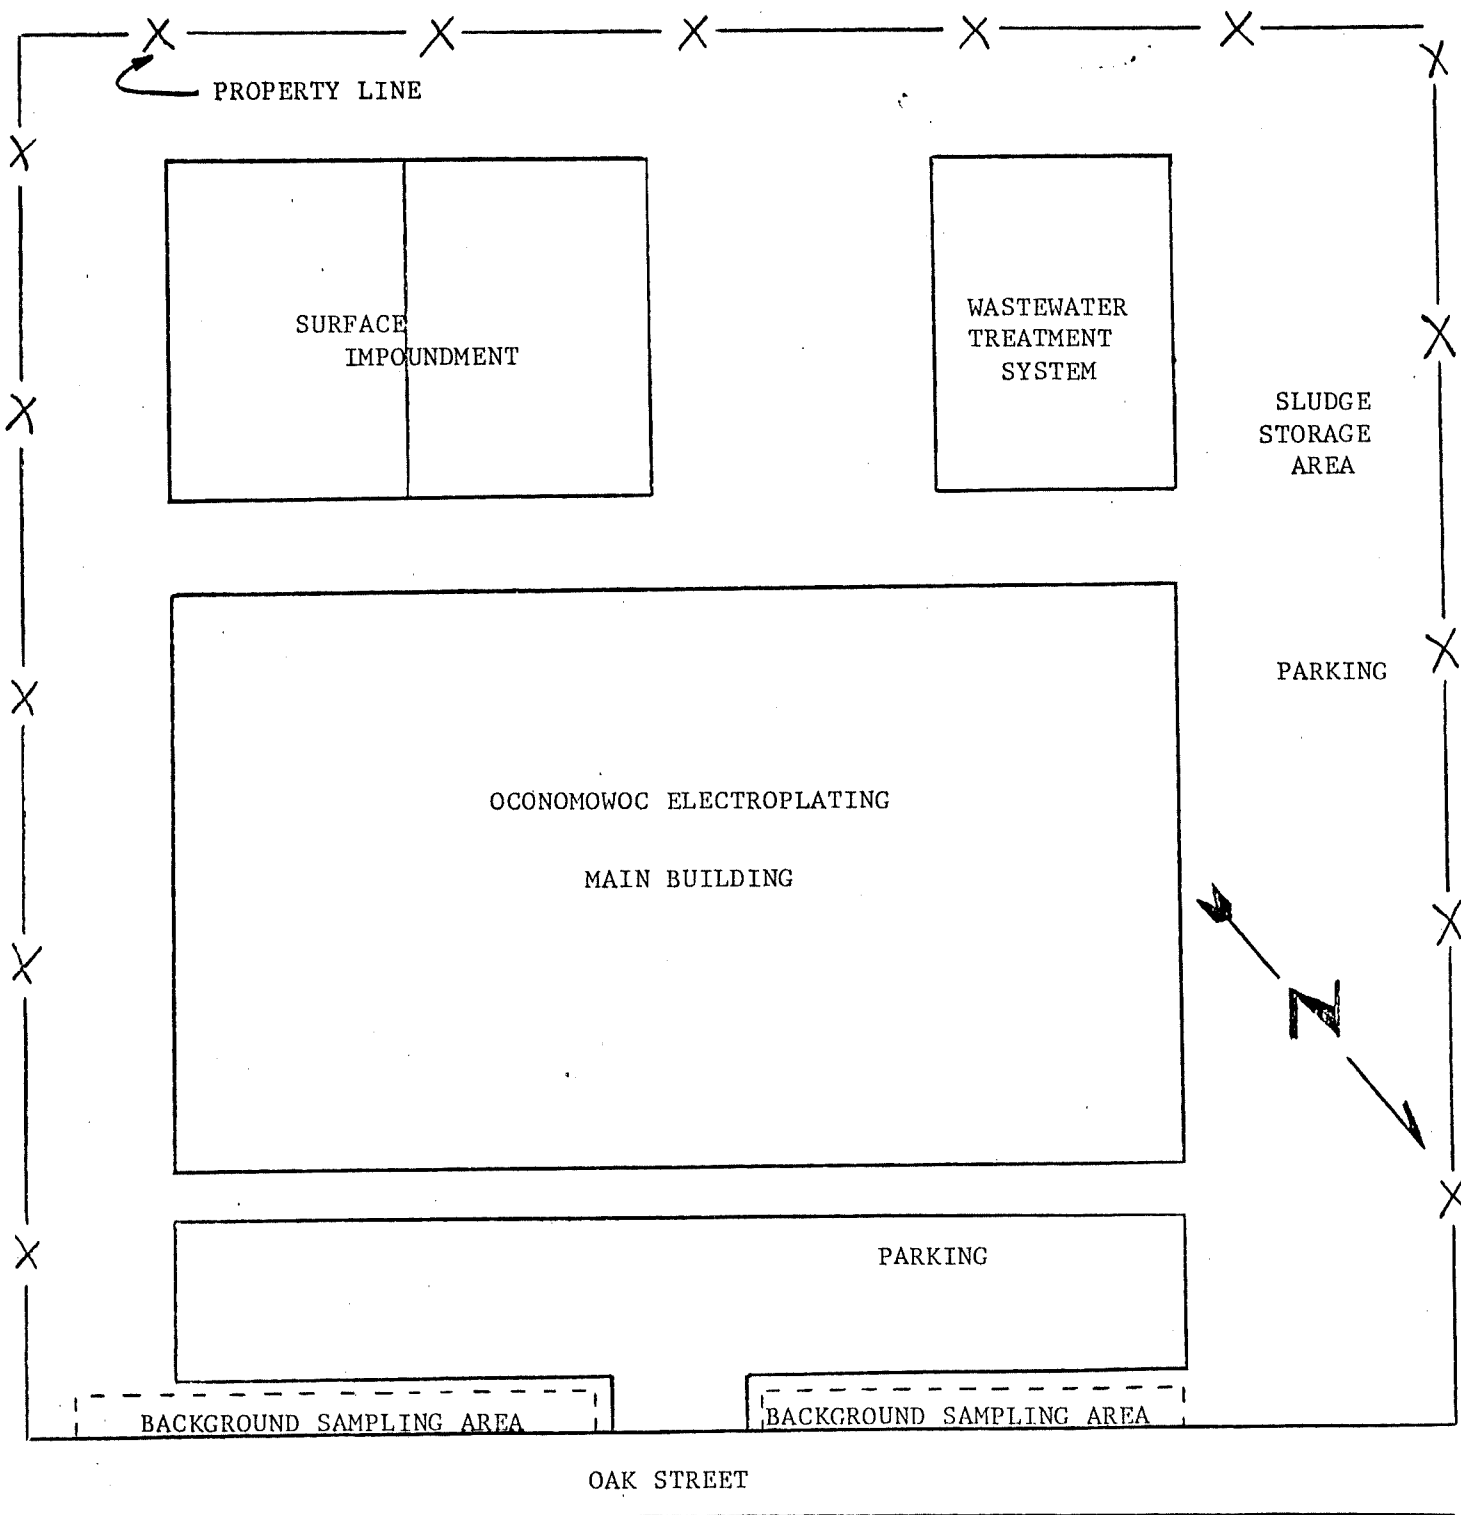 PROPERTY LINE
SURFACE
IMPOUNDMENT
WASTEWATER
TREATMENT
SYSTEM
SLUDGE
STORAGE
AREA
PARKING
OCONOMOWOC ELECTROPLATING
MAIN BUILDING
N
PARKING
BACKGROUND SAMPLING AREA
BACKGROUND SAMPLING AREA
OAK STREET